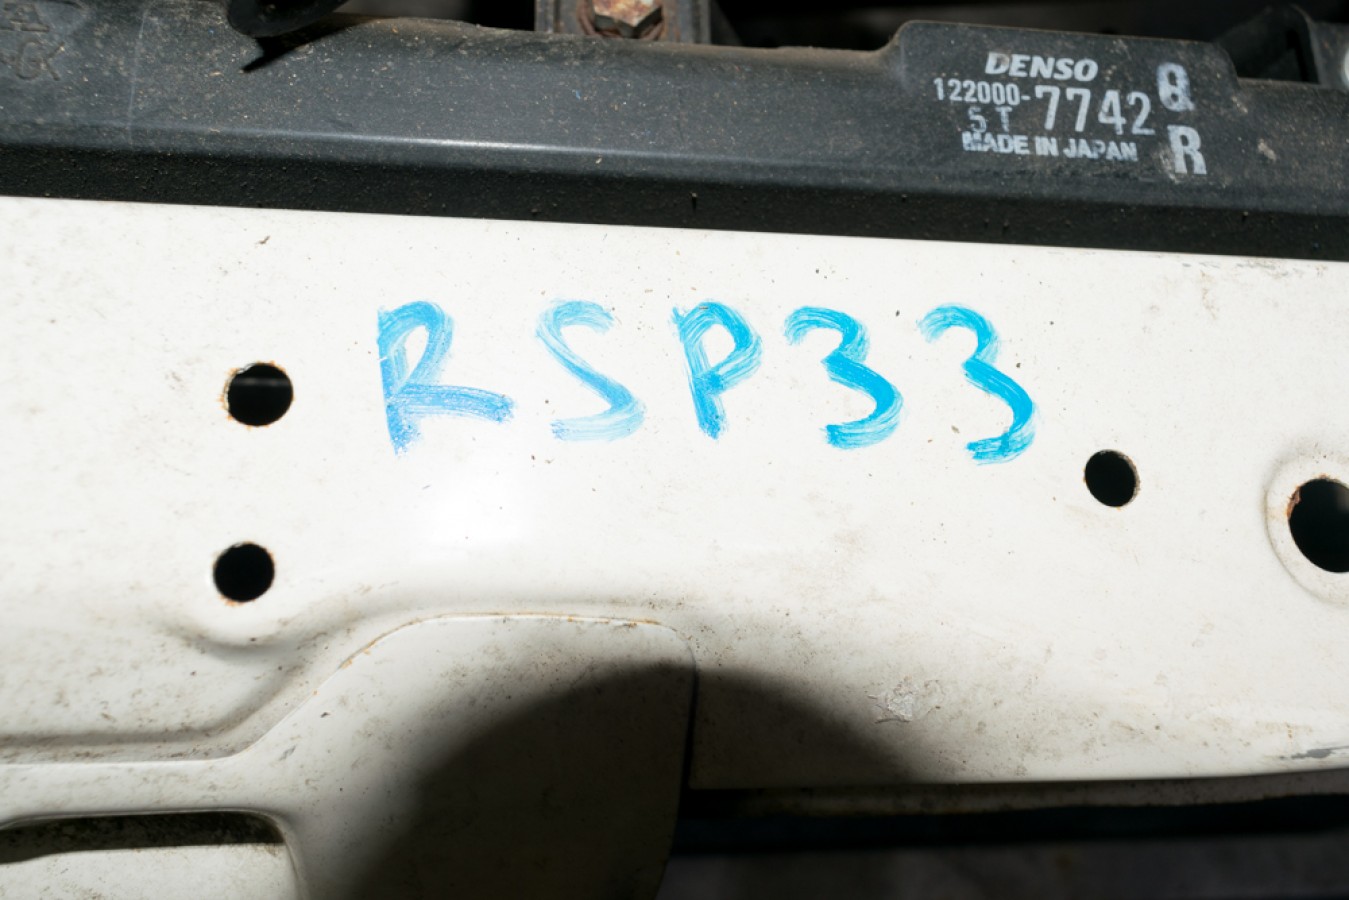 DENSO
122000-7742
5T
MADE IN JAPAN
R
RSP33